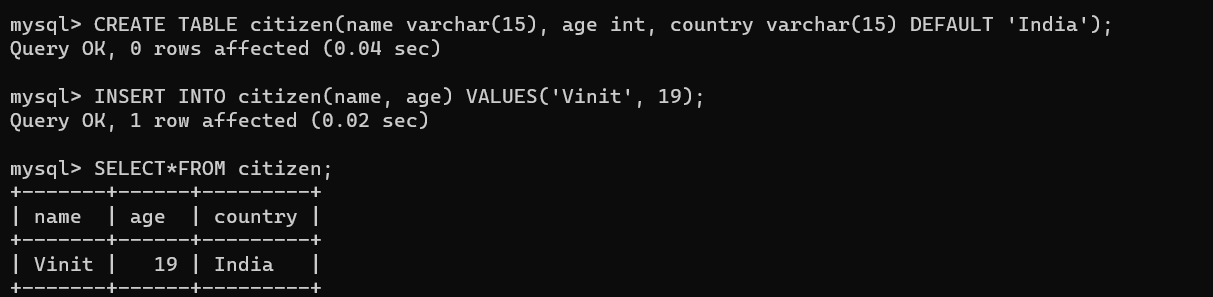 mysql> CREATE TABLE citizen(name varchar(15), age int, country varchar(15) DEFAULT 'India');
Query OK, 0 rows affected (0.04 sec)
mysql> INSERT INTO citizen(name, age) VALUES('Vinit', 19);
Query OK, 1 row affected (0.02 sec)
mysql> SELECT*FROM citizen;
+-------+------+---------+
| name  | age  | country |
+-------+------+---------+
| Vinit |   19 | India   |
+-------+------+---------+